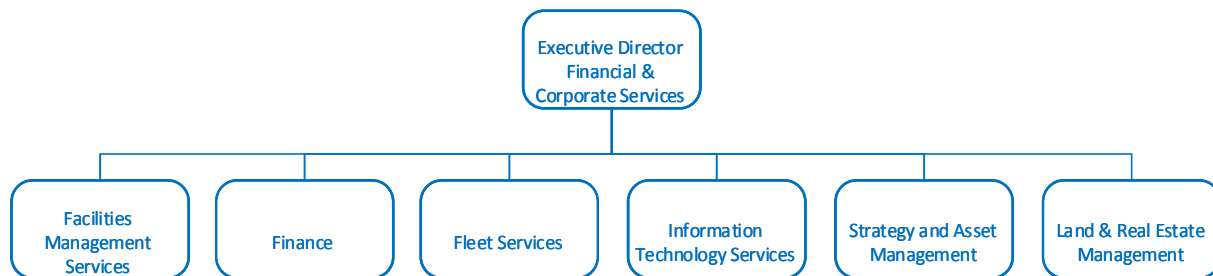 Executive Director
Financial &
Corporate Services
Facilities
Management
Services
Finance
Fleet Services
Information
Technology Services
Strategy and Asset
Management
Land & Real Estate
Management